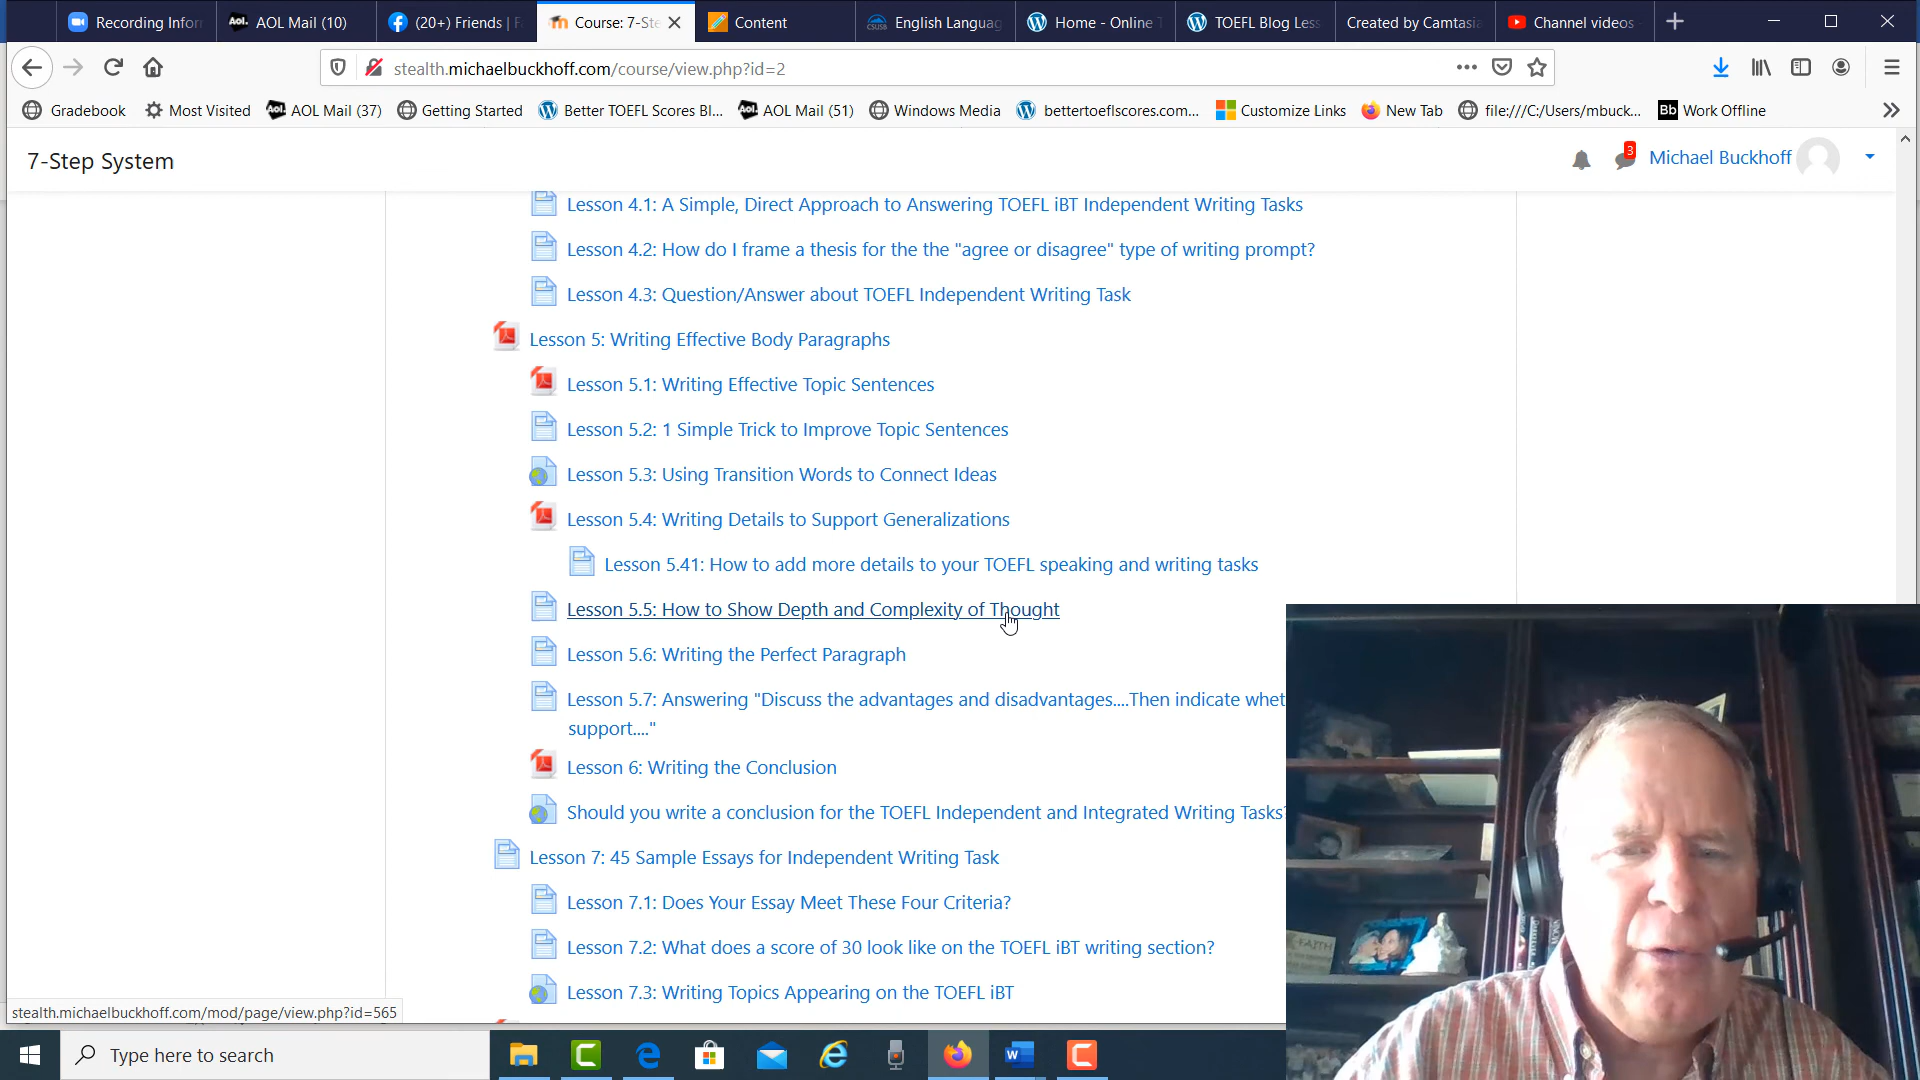 Recording Infor
Aol. AOL Mail (10)
(20+) Friends | F
Course: 7-Ste
Content
CSUSB English Languag
Home - Online T
TOEFL Blog Less
Created by Camtasi
Channel videos
stealth.michaelbuckhoff.com/course/view.php?id=2
Gradebook
Most Visited
Aol. AOL Mail (37)
Getting Started
Better TOEFL Scores Bl...
Aol. AOL Mail (51)
Windows Media
bettertoeflscores.com...
Customize Links
New Tab
file:///C:/Users/mbuck...
Bb Work Offline
7-Step System
3
Michael Buckhoff
Lesson 4.1: A Simple, Direct Approach to Answering TOEFL iBT Independent Writing Tasks
Lesson 4.2: How do I frame a thesis for the the "agree or disagree" type of writing prompt?
Lesson 4.3: Question/Answer about TOEFL Independent Writing Task
Lesson 5: Writing Effective Body Paragraphs
Lesson 5.1: Writing Effective Topic Sentences
Lesson 5.2: 1 Simple Trick to Improve Topic Sentences
Lesson 5.3: Using Transition Words to Connect Ideas
Lesson 5.4: Writing Details to Support Generalizations
Lesson 5.41: How to add more details to your TOEFL speaking and writing tasks
Lesson 5.5: How to Show Depth and Complexity of Thought
Lesson 5.6: Writing the Perfect Paragraph
Lesson 5.7: Answering "Discuss the advantages and disadvantages....Then indicate whet
support...."
Lesson 6: Writing the Conclusion
Should you write a conclusion for the TOEFL Independent and Integrated Writing Tasks?
Lesson 7: 45 Sample Essays for Independent Writing Task
Lesson 7.1: Does Your Essay Meet These Four Criteria?
Lesson 7.2: What does a score of 30 look like on the TOEFL iBT writing section?
FAITH
Lesson 7.3: Writing Topics Appearing on the TOEFL iBT
stealth.michaelbuckhoff.com/mod/page/view.php?id=565
Type here to search